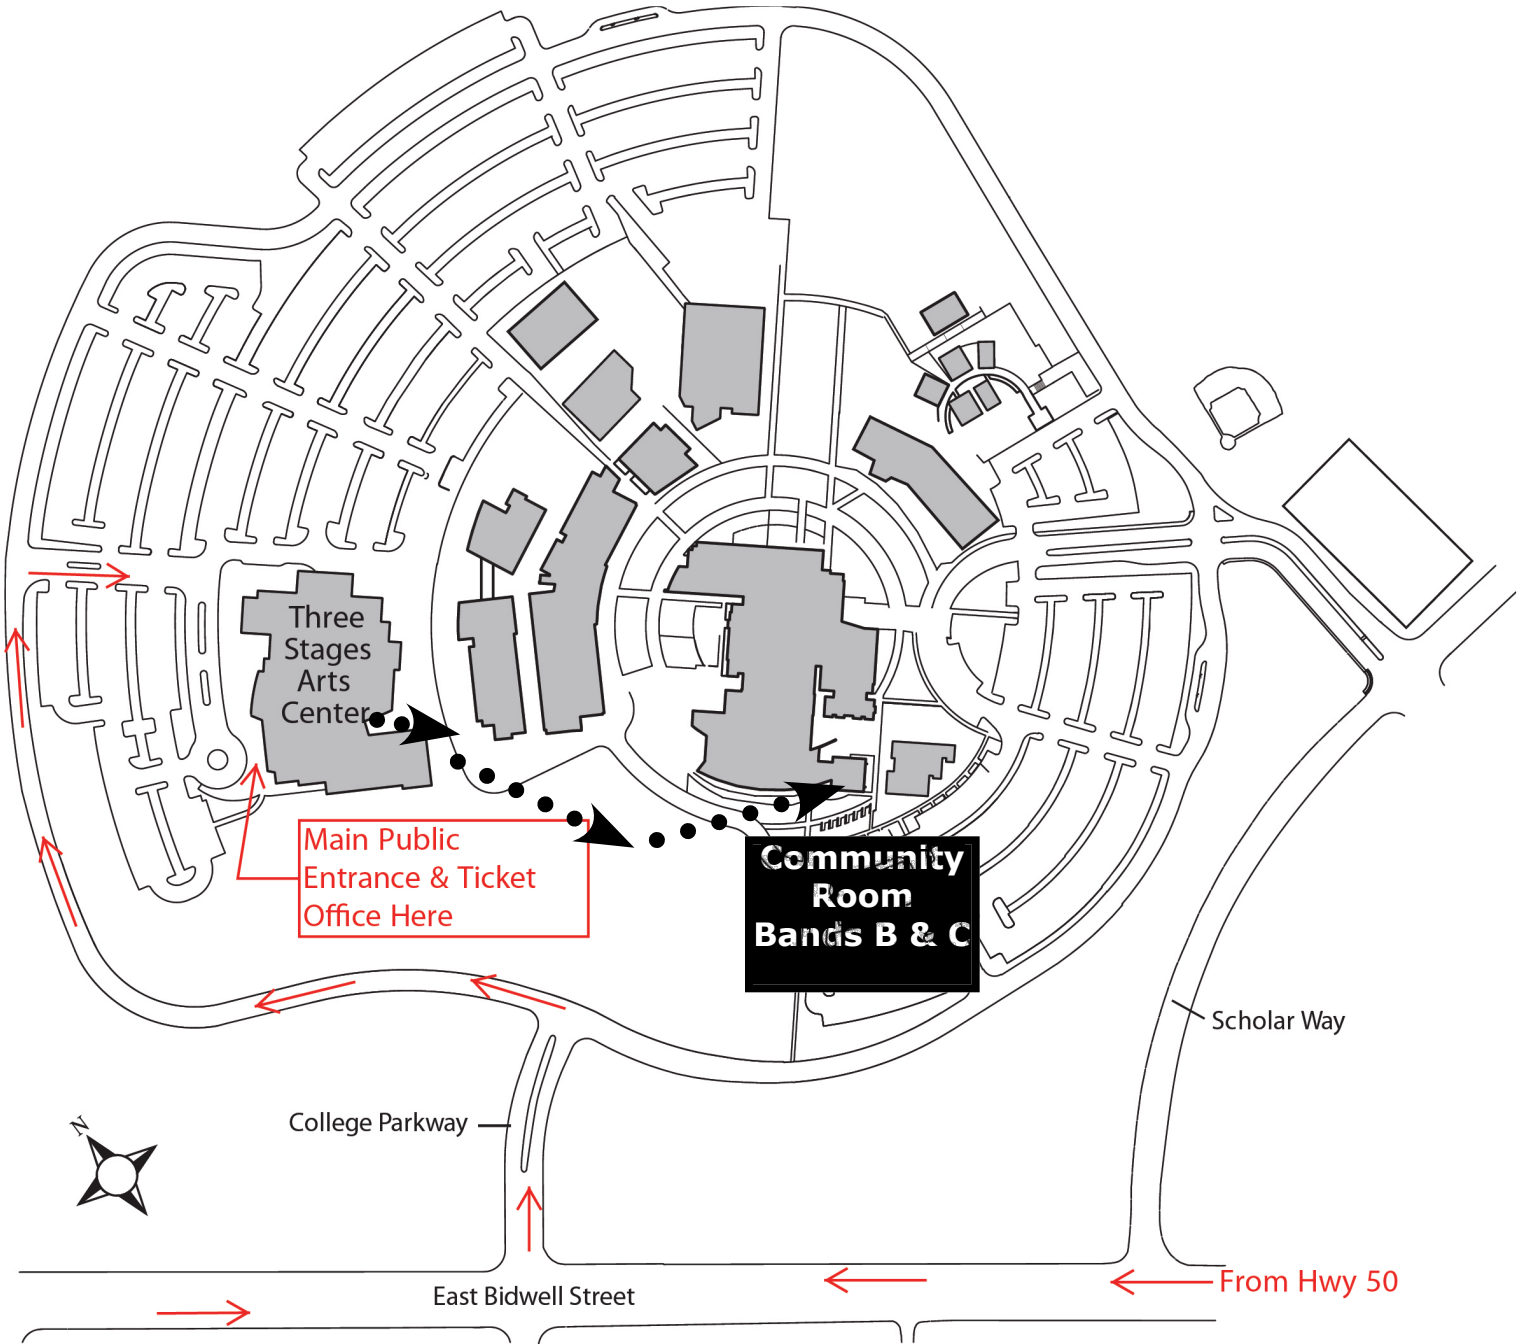 Three
Stages
Arts
Center
Main Public
Entrance & Ticket
Office Here
Community
Room
Bands B & C
Scholar Way
College Parkway
N
East Bidwell Street
From Hwy 50